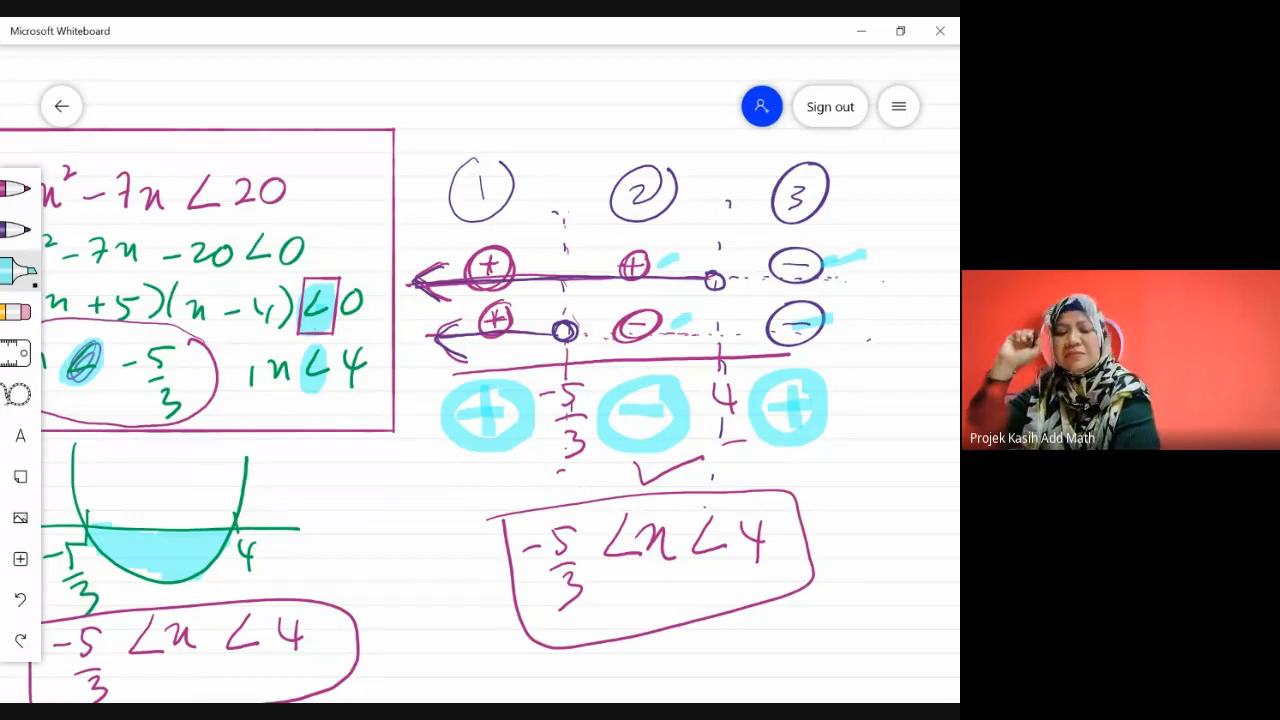 Microsoft Whiteboard
Sign out
x² - 7x < 20
² - 7x - 20 < 0
x + 5)(x - 4) < 0
< -5/3 , x < 4
-5/3 4
-5/3 < x < 4
1 2 3
+ + -
+ - -
-5/3 4
+ - +
-5/3 < x < 4
A
Projek Kasih Add Math